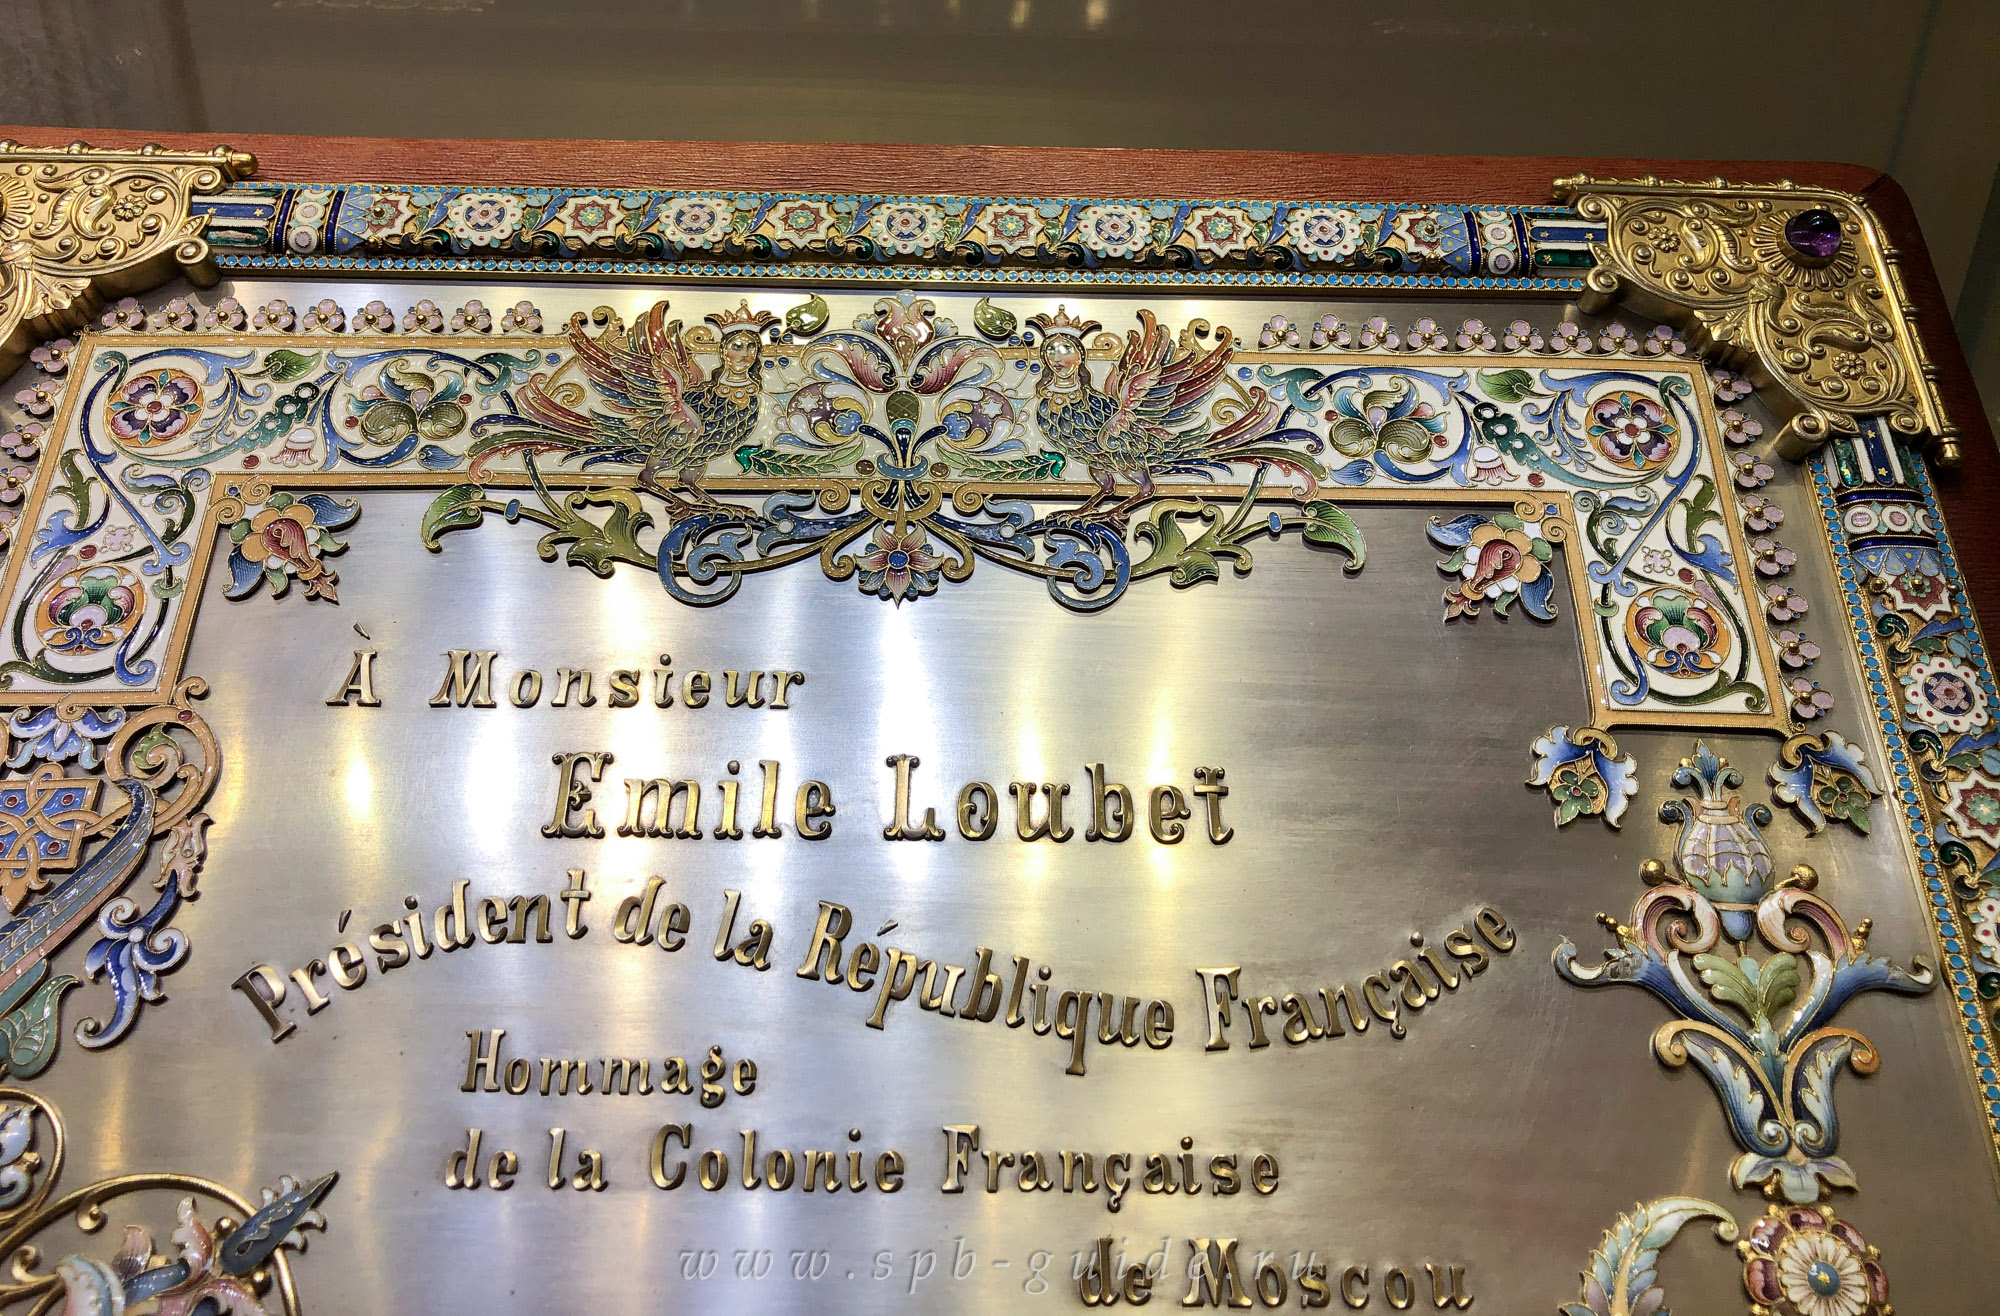 À Monsieur
Emile Loubet
Président de la République Française
Hommage
de la Colonie Française
de Moscou
www.spb-guide.ru